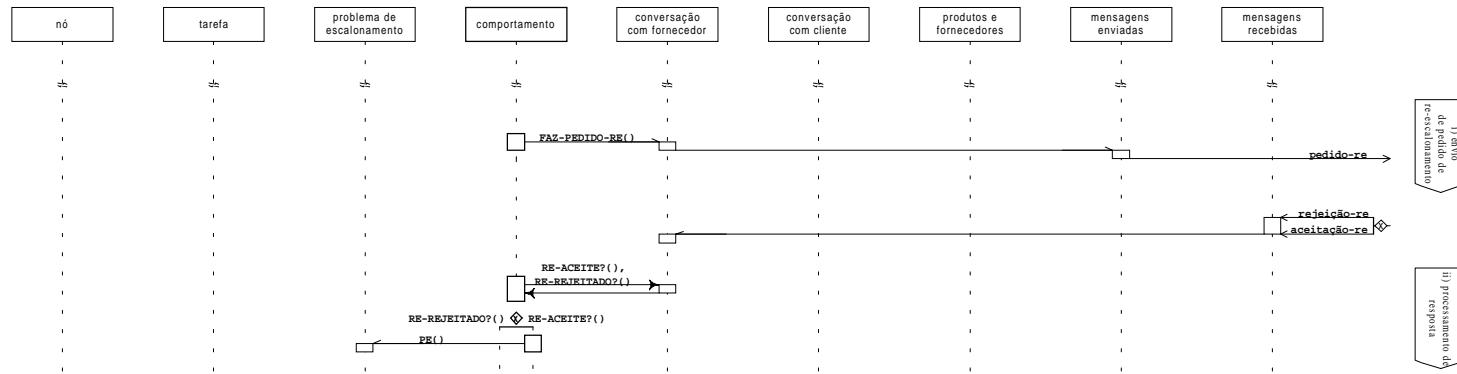 nó
tarefa
problema de
escalonamento
comportamento
conversação
com fornecedor
conversação
com cliente
produtos e
fornecedores
mensagens
enviadas
mensagens
recebidas
i) envio
de pedido de
re-escalonamento
FAZ-PEDIDO-RE()
pedido-re
rejeição-re
X
aceitação-re
RE-ACEITE?(),
RE-REJEITADO?()
ii) processamento de
resposta
RE-REJEITADO?() X RE-ACEITE?()
PE()